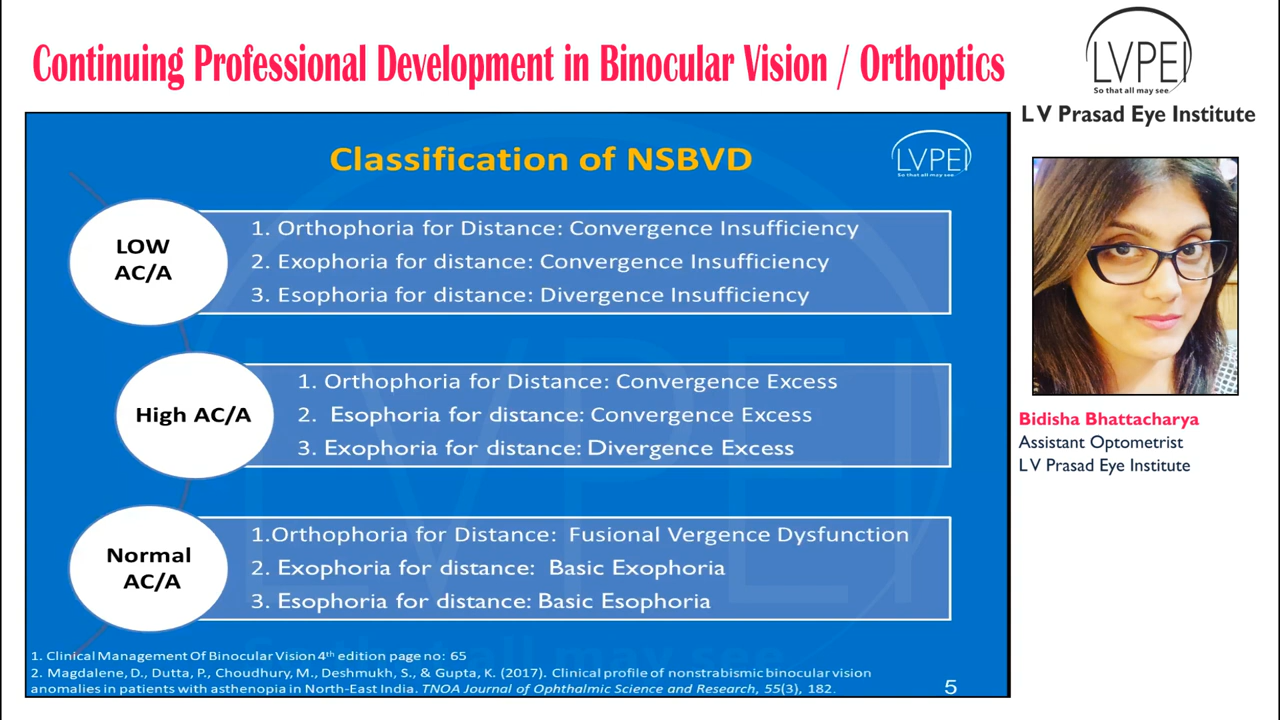 Continuing Professional Development in Binocular Vision / Orthoptics
LVPEI
So that all may see
L V Prasad Eye Institute
Classification of NSBVD
LVPEI
So that all may see
LOW
AC/A
1. Orthophoria for Distance: Convergence Insufficiency
2. Exophoria for distance: Convergence Insufficiency
3. Esophoria for distance: Divergence Insufficiency
High AC/A
1. Orthophoria for Distance: Convergence Excess
2. Esophoria for distance: Convergence Excess
3. Exophoria for distance: Divergence Excess
Normal
AC/A
1.Orthophoria for Distance: Fusional Vergence Dysfunction
2. Exophoria for distance: Basic Exophoria
3. Esophoria for distance: Basic Esophoria
1. Clinical Management Of Binocular Vision 4th edition page no: 65
2. Magdalene, D., Dutta, P., Choudhury, M., Deshmukh, S., & Gupta, K. (2017). Clinical profile of nonstrabismic binocular vision
anomalies in patients with asthenopia in North-East India. TNOA Journal of Ophthalmic Science and Research, 55(3), 182.
5
Bidisha Bhattacharya
Assistant Optometrist
L V Prasad Eye Institute